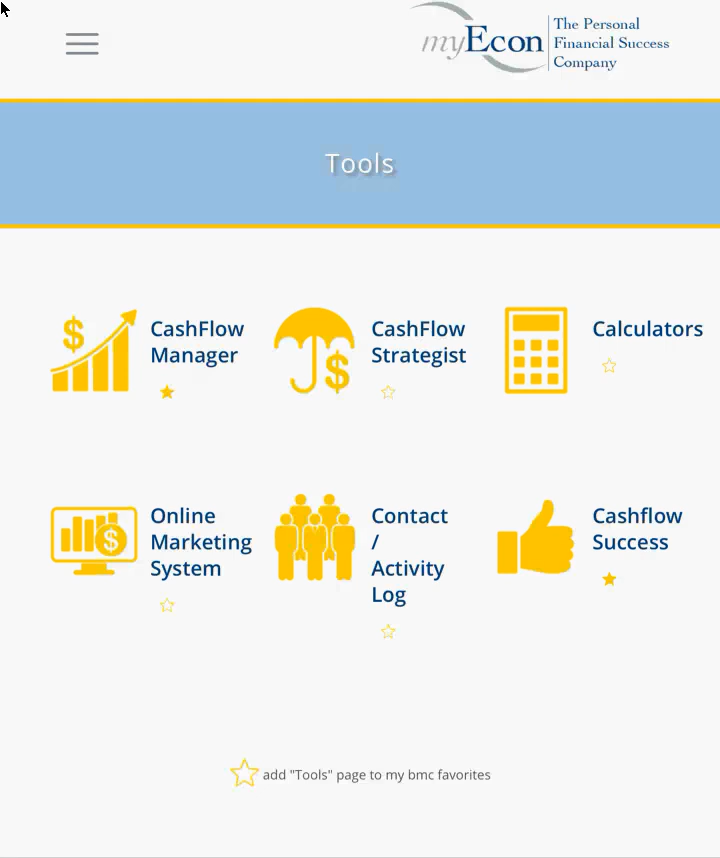 myEcon
The Personal
Financial Success
Company
Tools
$
CashFlow
Manager
$
CashFlow
Strategist
Calculators
$
Online
Marketing
System
Contact
/
Activity
Log
Cashflow
Success
add "Tools" page to my bmc favorites